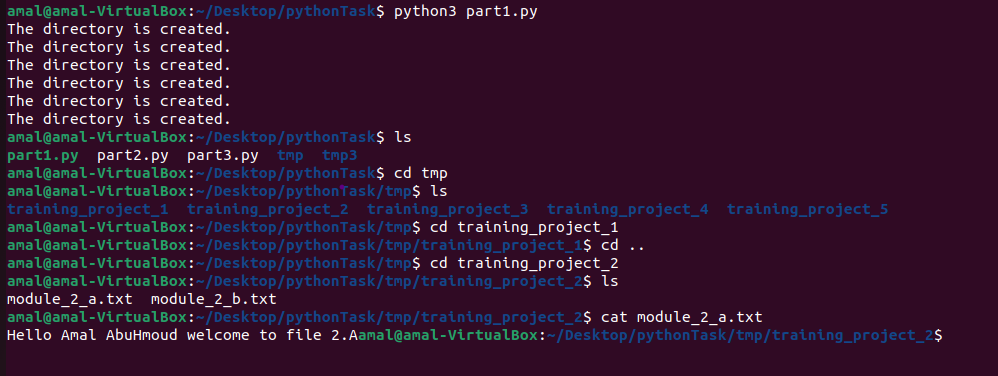 amal@amal-VirtualBox:~/Desktop/pythonTask$ python3 part1.py
The directory is created.
The directory is created.
The directory is created.
The directory is created.
The directory is created.
The directory is created.
amal@amal-VirtualBox:~/Desktop/pythonTask$ ls
part1.py  part2.py  part3.py  tmp  tmp3
amal@amal-VirtualBox:~/Desktop/pythonTask$ cd tmp
amal@amal-VirtualBox:~/Desktop/pythonTask/tmp$ ls
training_project_1  training_project_2  training_project_3  training_project_4  training_project_5
amal@amal-VirtualBox:~/Desktop/pythonTask/tmp$ cd training_project_1
amal@amal-VirtualBox:~/Desktop/pythonTask/tmp/training_project_1$ cd ..
amal@amal-VirtualBox:~/Desktop/pythonTask/tmp$ cd training_project_2
amal@amal-VirtualBox:~/Desktop/pythonTask/tmp/training_project_2$ ls
module_2_a.txt  module_2_b.txt
amal@amal-VirtualBox:~/Desktop/pythonTask/tmp/training_project_2$ cat module_2_a.txt
Hello Amal AbuHmoud welcome to file 2.Aamal@amal-VirtualBox:~/Desktop/pythonTask/tmp/training_project_2$